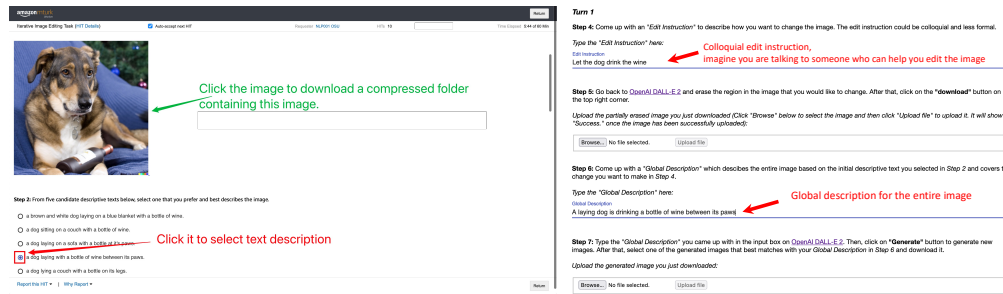 amazonmturk
Return
Iterative Image Editing Task (HIT Details)
Auto-accept next HIT
Requester NLP001 OSU
HITs 10
Time Elapsed 5:44 of 60 Min
Click the image to download a compressed folder
containing this image.
Step 2: From five candidate descriptive texts below, select one that you prefer and best describes the image.
a brown and white dog laying on a blue blanket with a bottle of wine.
a dog sitting on a couch with a bottle of wine.
a dog laying on a sofa with a bottle at it's paws.
Click it to select text description
a dog laying with a bottle of wine between its paws.
a dog lying a couch with a bottle on its legs.
Report this HIT
|
Why Report
Return
Turn 1
Step 4: Come up with an "Edit Instruction" to describe how you want to change the image. The edit instruction could be colloquial and less formal.
Type the "Edit Instruction" here:
Edit Instruction
Let the dog drink the wine
Colloquial edit instruction,
imagine you are talking to someone who can help you edit the image
Step 5: Go back to OpenAI DALL-E 2 and erase the region in the image that you would like to change. After that, click on the "download" button on
the top right corner.
Upload the partially erased image you just downloaded (Click "Browse" below to select the image and then click "Upload file" to upload it. It will show
"Success." once the image has been successfully uploaded):
Browse... No file selected.
Upload file
Step 6: Come up with a "Global Description" which descibes the entire image based on the initial descriptive text you selected in Step 2 and covers t
change you want to make in Step 4.
Type the "Global Description" here:
Global Description
A laying dog is drinking a bottle of wine between its paws
Global description for the entire image
Step 7: Type the "Global Description" you came up with in the input box on OpenAI DALL-E 2. Then, click on "Generate" button to generate new
images. After that, select one of the generated images that best matches with your Global Description in Step 6 and download it.
Upload the generated image you just downloaded:
Browse... No file selected.
Upload file